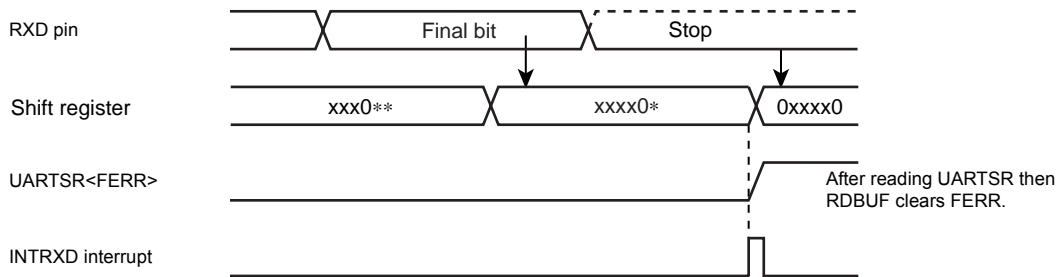 RXD pin
Final bit
Stop
Shift register
xxx0**
xxxx0*
0xxxx0
UARTSR<FERR>
After reading UARTSR then
RDBUF clears FERR.
INTRXD interrupt